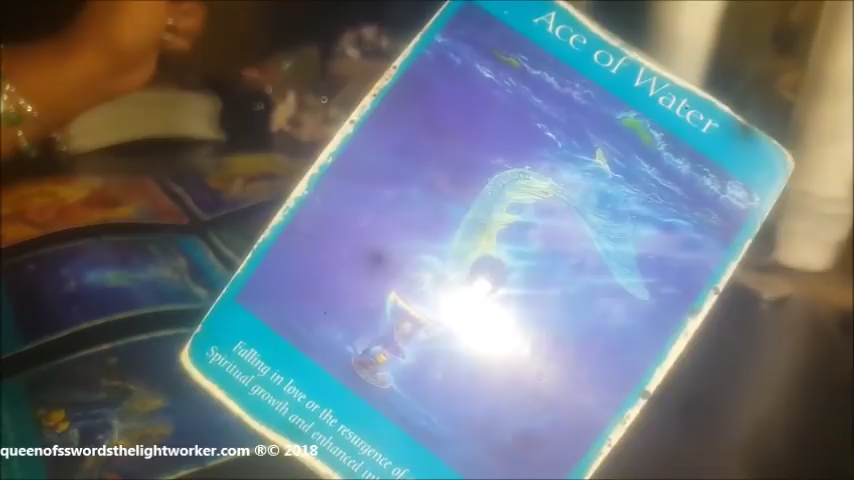 Ace of Water
Falling in love or the resurgence of
Spiritual growth and enhanced
queenofsswordsthelightworker.com ®© 2018